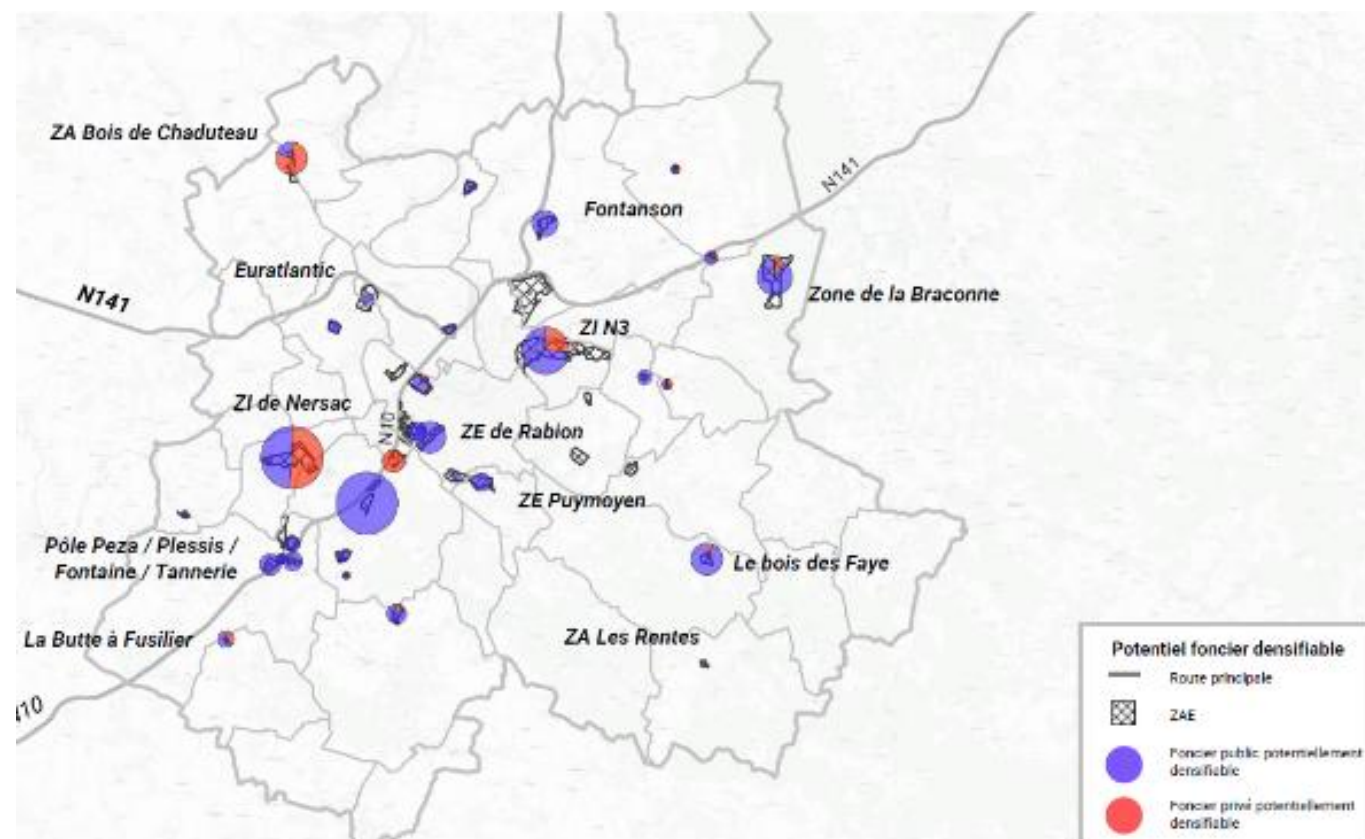 ZA Bois de Chaduteau
Fontanson
N141
Euratlantic
N141
Zone de la Braconne
ZI N3
ZI de Nersac
N10
ZE de Rabion
ZE Puymoyen
Pôle Peza / Plessis /
Fontaine / Tannerie
Le bois des Faye
La Butte à Fusilier
ZA Les Rentes
N10
Potentiel foncier densifiable
Route principale
ZAE
Foncier public potentiellement
densifiable
Foncier privé potentiellement
densifiable